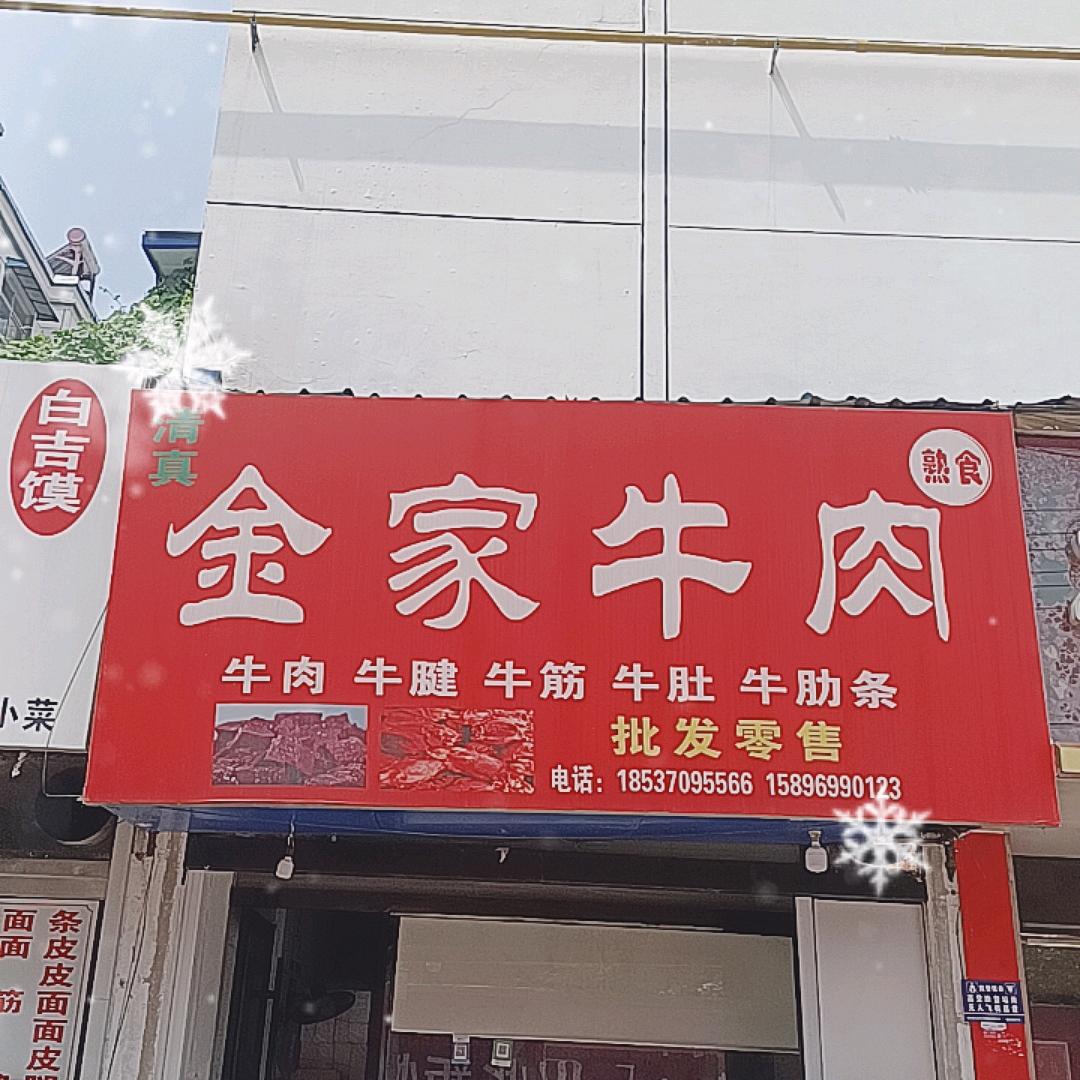 白吉馍
小菜
清真
熟食
金家牛肉
牛肉 牛腱 牛筋 牛肚 牛肋条
批发零售
电话：18537095566 15896990123
条皮皮面面皮
面面 筋